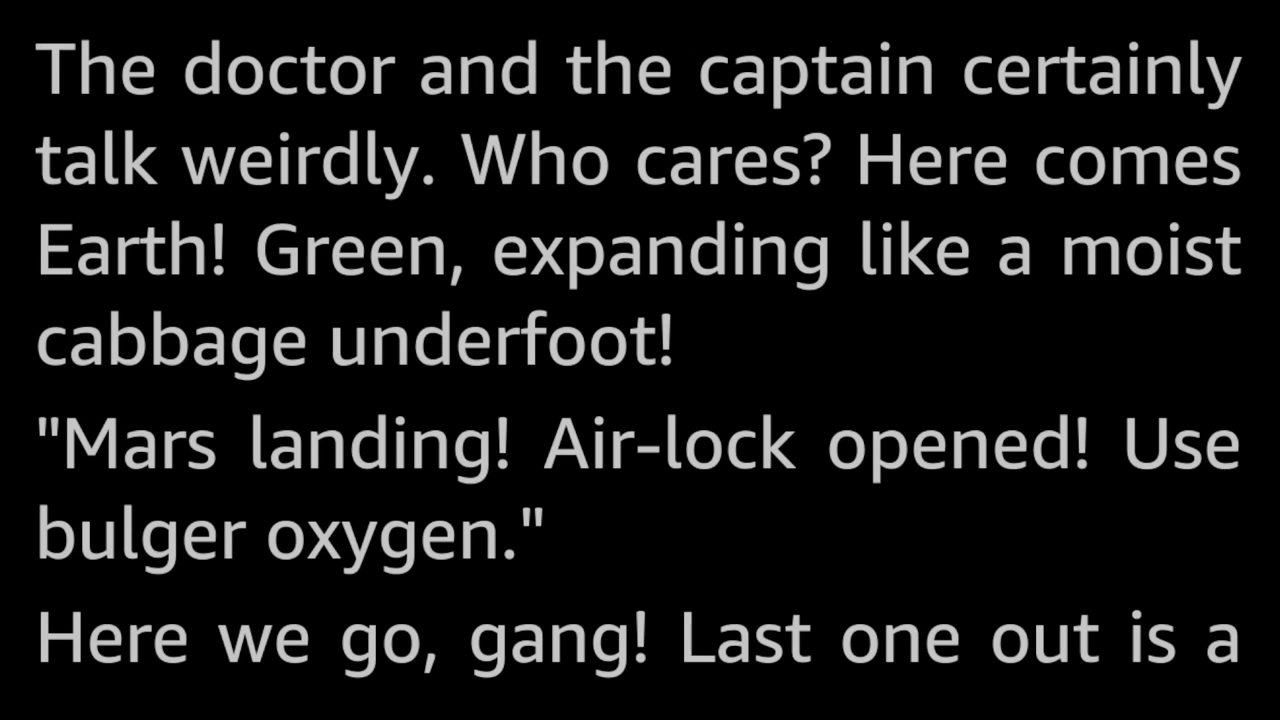 The doctor and the captain certainly
talk weirdly. Who cares? Here comes
Earth! Green, expanding like a moist
cabbage underfoot!
"Mars landing! Air-lock opened! Use
bulger oxygen."
Here we go, gang! Last one out is a